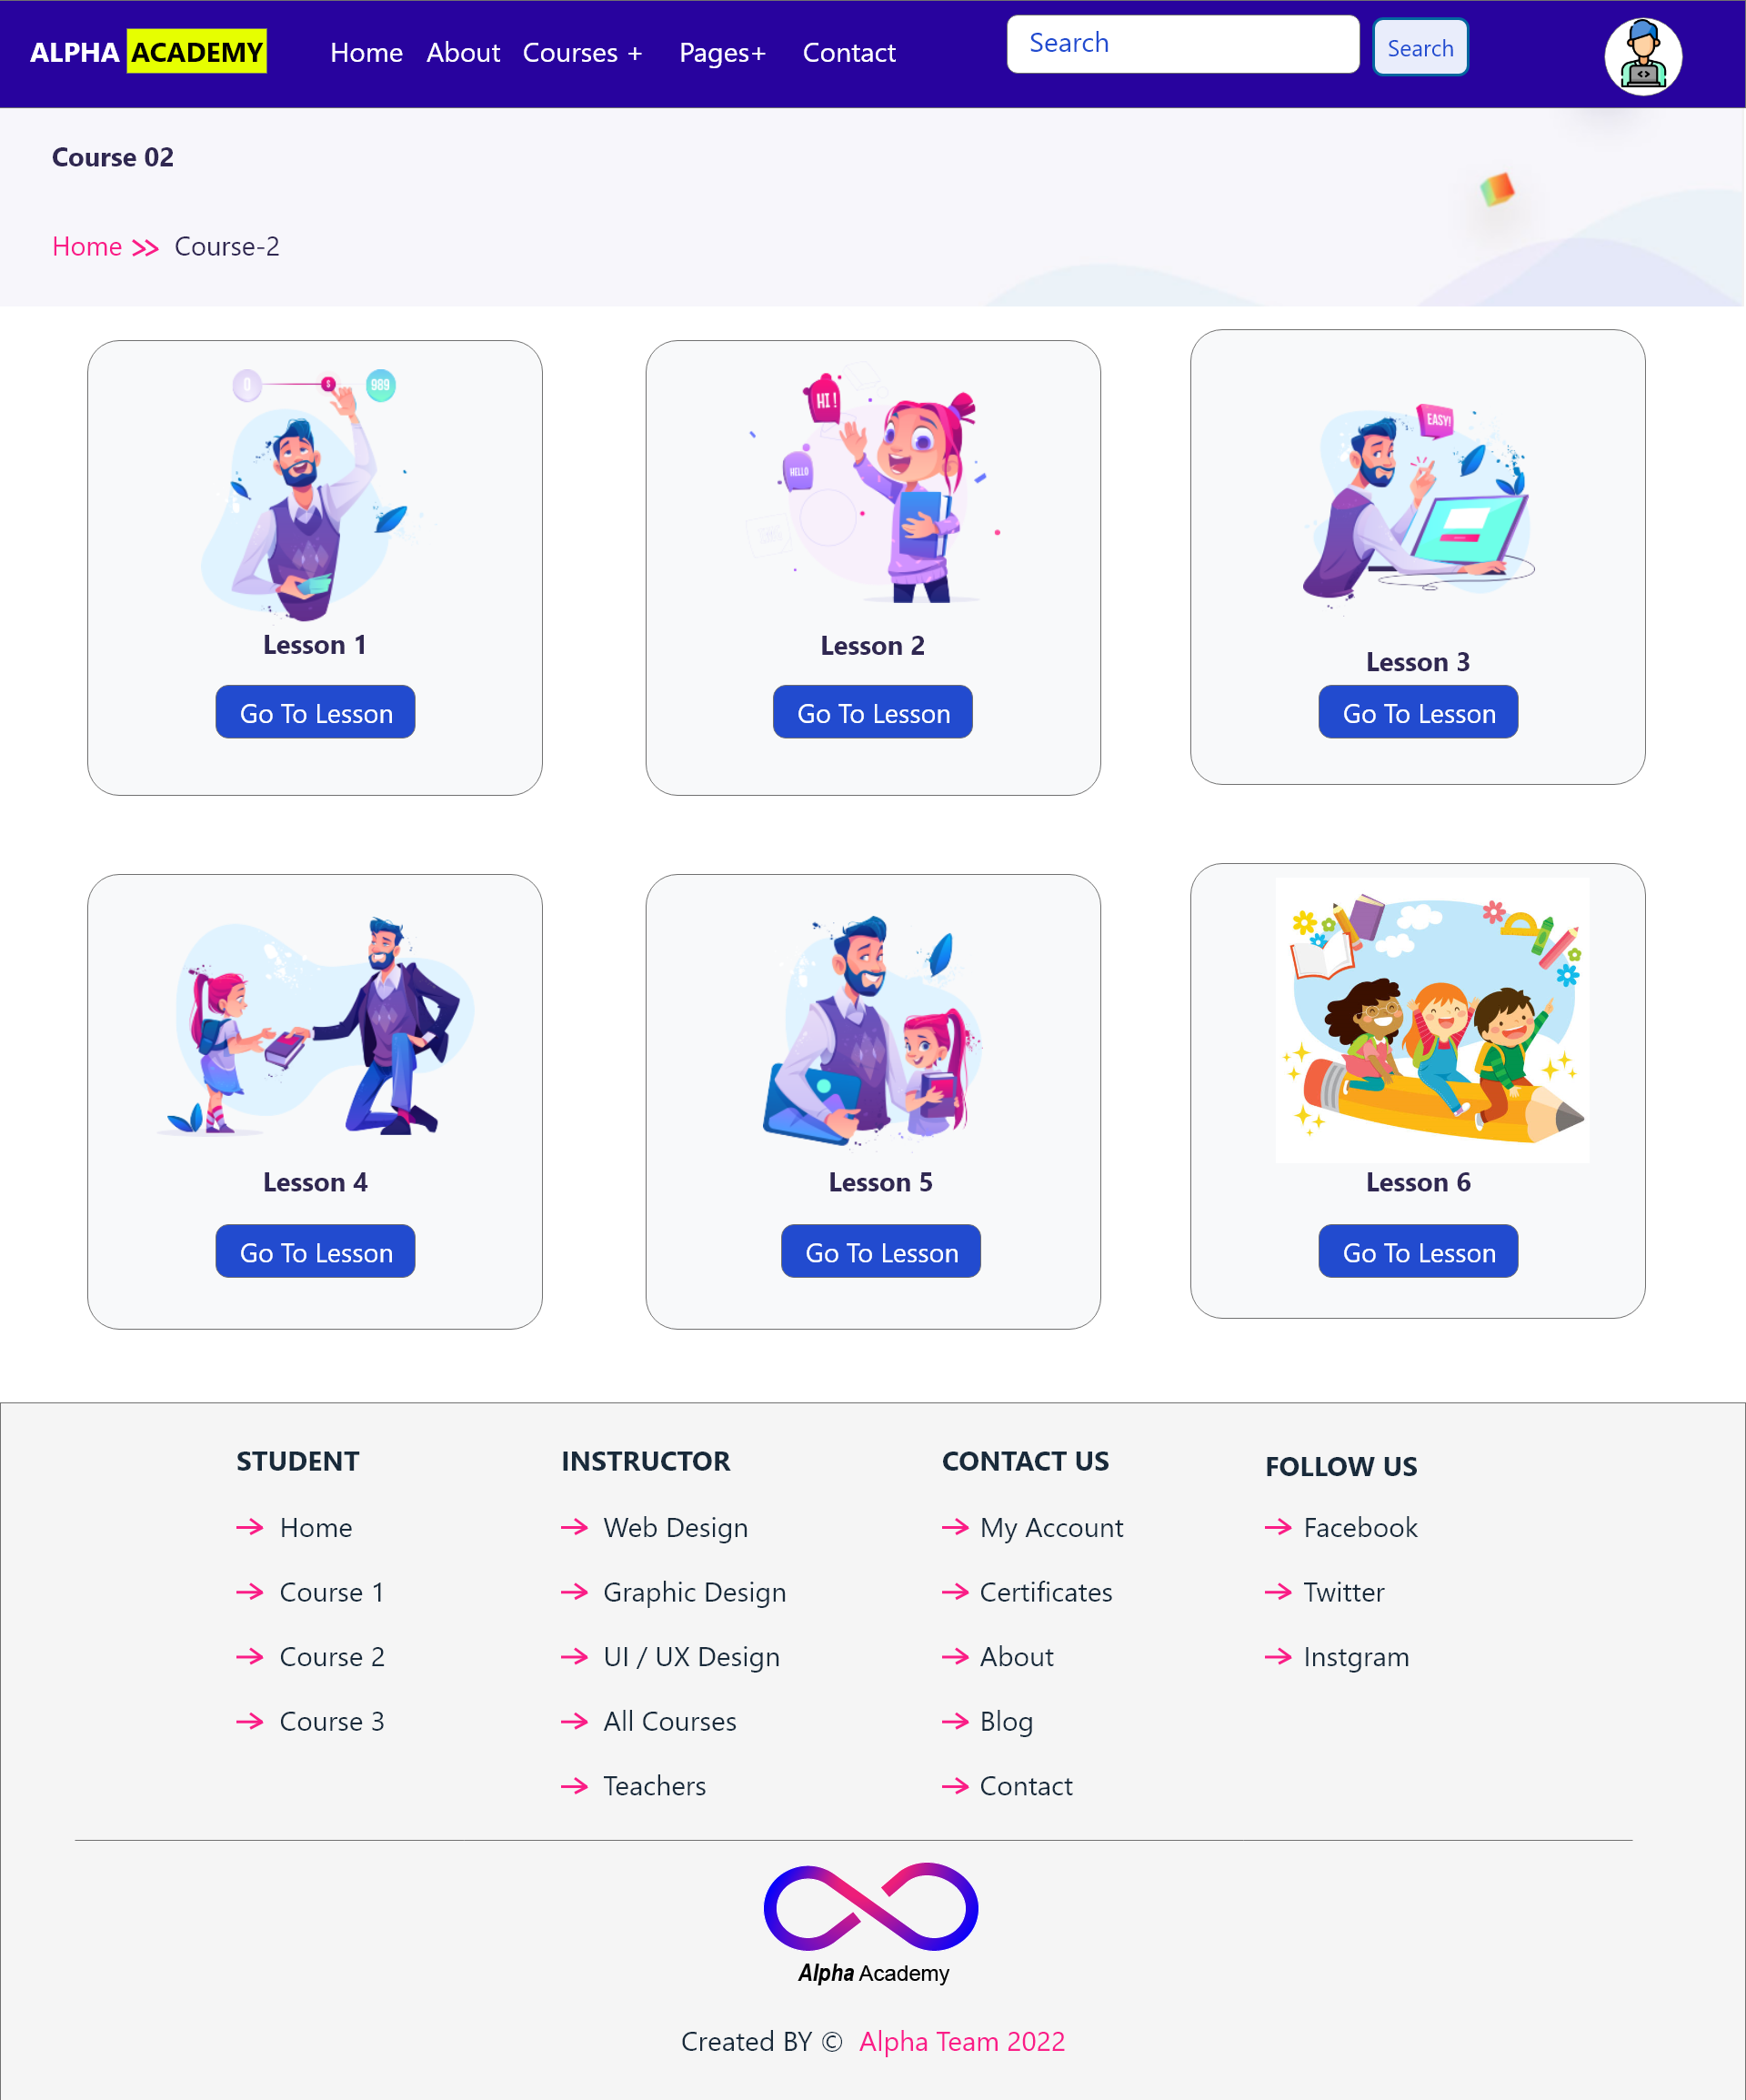 ALPHA ACADEMY Home About Courses + Pages+ Contact Search Search
Course 02
Home Course-2
0 $ 989
HI !
HELLO
EASY!
Lesson 1 Lesson 2 Lesson 3
Go To Lesson Go To Lesson Go To Lesson
Lesson 4 Lesson 5 Lesson 6
Go To Lesson Go To Lesson Go To Lesson
STUDENT INSTRUCTOR CONTACT US FOLLOW US
Home Web Design My Account Facebook
Course 1 Graphic Design Certificates Twitter
Course 2 UI / UX Design About Instgram
Course 3 All Courses Blog
Teachers Contact
Alpha Academy
Created BY © Alpha Team 2022